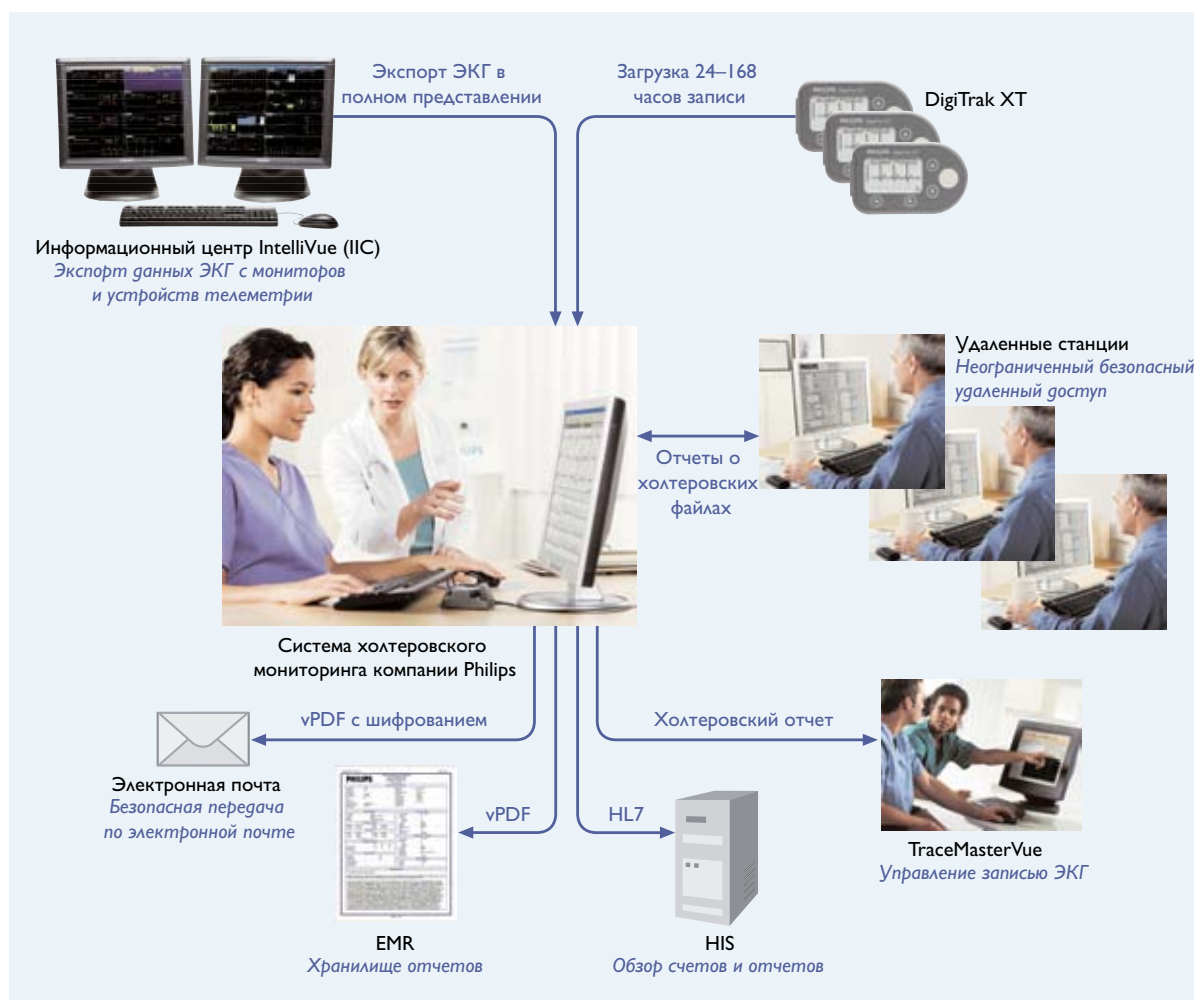 Экспорт ЭКГ в
полном представлении
Загрузка 24–168
часов записи
DigiTrak XT
Информационный центр IntelliVue (IIC)
Экспорт данных ЭКГ с мониторов
и устройств телеметрии
Удаленные станции
Неограниченный безопасный
удаленный доступ
Отчеты о
холтеровских
файлах
Система холтеровского
мониторинга компании Philips
vPDF с шифрованием
Холтеровский отчет
Электронная почта
Безопасная передача
по электронной почте
PHILIPS
vPDF
HL7
TraceMasterVue
Управление записью ЭКГ
EMR
Хранилище отчетов
HIS
Обзор счетов и отчетов